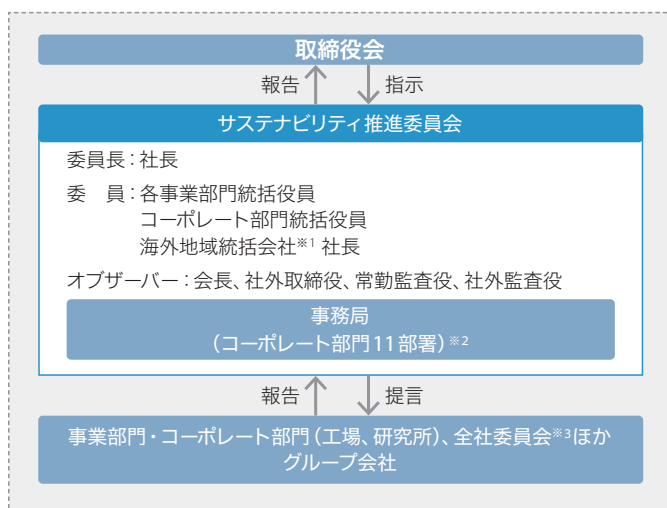 取締役会
報告 指示
サステナビリティ推進委員会
委員長：社長
委　員：各事業部門統括役員
コーポレート部門統括役員
海外地域統括会社※1 社長
オブザーバー：会長、社外取締役、常勤監査役、社外監査役
事務局
（コーポレート部門11部署）※2
報告 提言
事業部門・コーポレート部門（工場、研究所）、全社委員会※3ほか
グループ会社